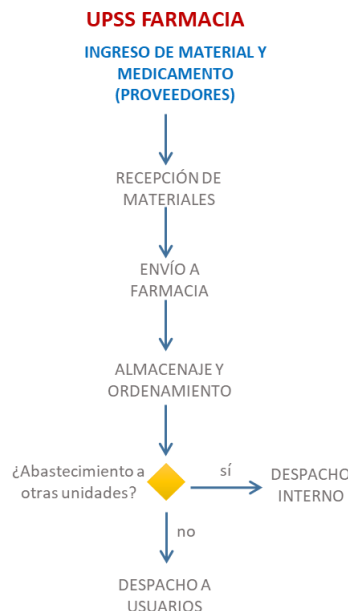 UPSS FARMACIA
INGRESO DE MATERIAL Y
MEDICAMENTO
(PROVEEDORES)
RECEPCIÓN DE
MATERIALES
ENVÍO A
FARMACIA
ALMACENAJE Y
ORDENAMIENTO
¿Abastecimiento a
otras unidades?
sí
DESPACHO
INTERNO
no
DESPACHO A
USUARIOS